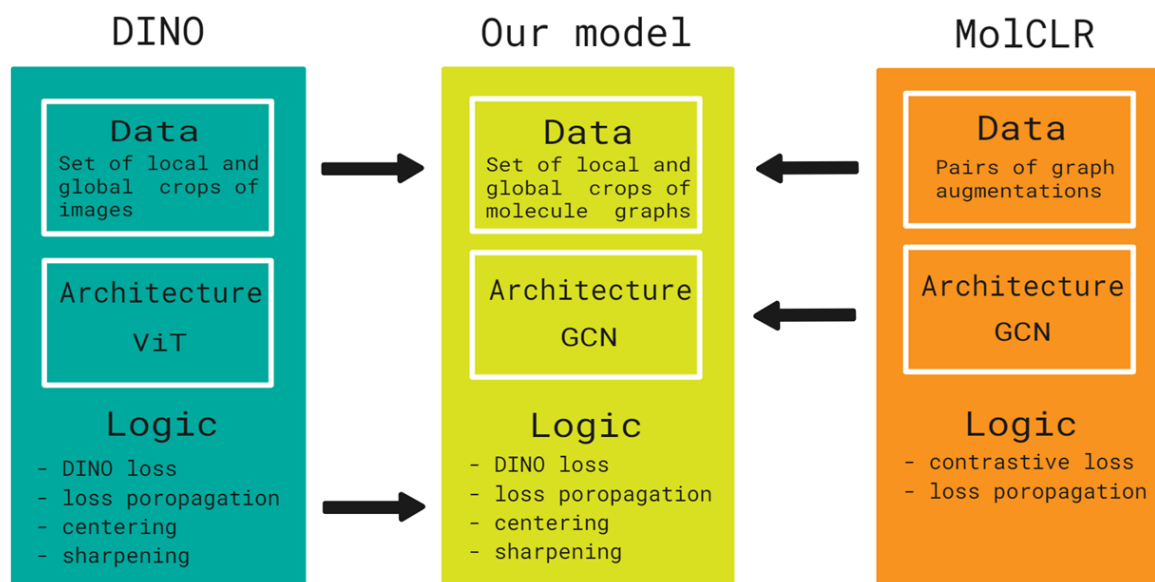 DINO
Data
Set of local and
global crops of
images
Architecture
ViT
Logic
- DINO loss
- loss poropagation
- centering
- sharpening
Our model
Data
Set of local and
global crops of
molecule graphs
Architecture
GCN
Logic
- DINO loss
- loss poropagation
- centering
- sharpening
MolCLR
Data
Pairs of graph
augmentations
Architecture
GCN
Logic
- contrastive loss
- loss poropagation